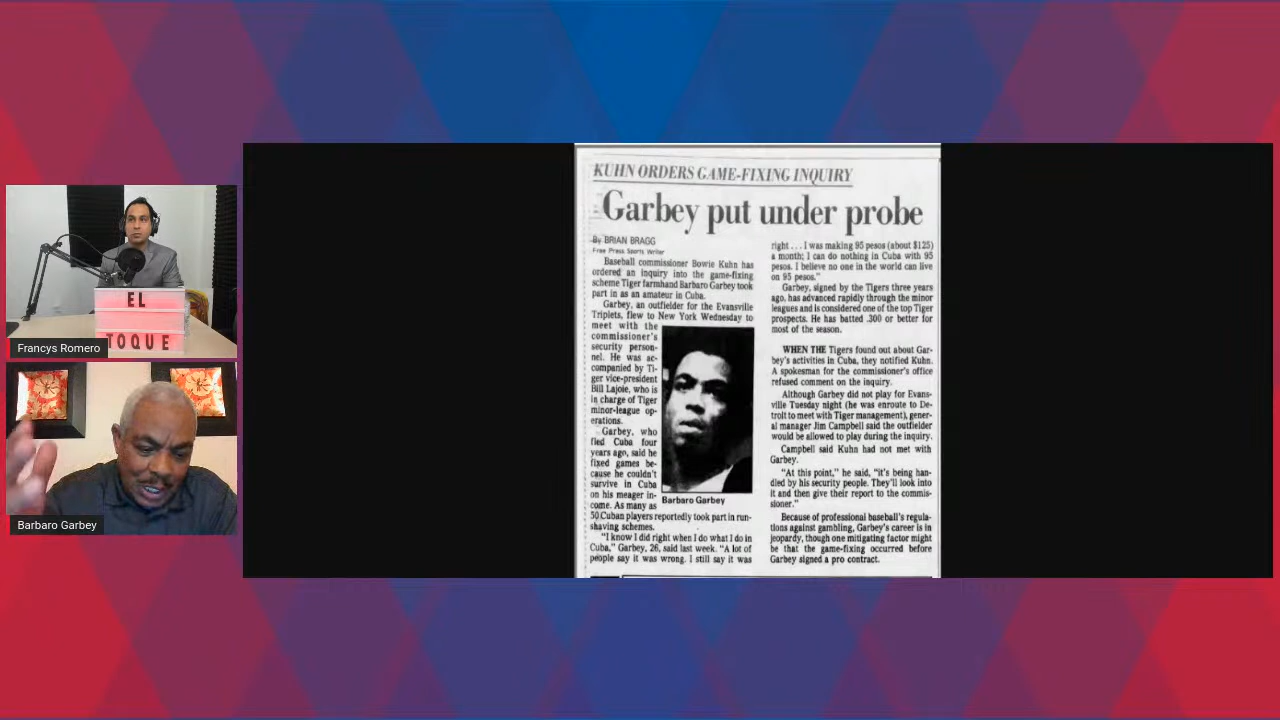 EL
TOQUE
Francys Romero
Barbaro Garbey
KUHN ORDERS GAME-FIXING INQUIRY
Garbey put under probe
By BRIAN BRAGG
Free Press Sports Writer
Baseball commissioner Bowie Kuhn has
ordered an inquiry into the game-fixing
scheme Tiger farmhand Barbaro Garbey took
part in as an amateur in Cuba.
Garbey, an outfielder for the Evansville
Triplets, flew to New York Wednesday to
meet with the
commissioner's
security person-
nel. He was ac-
companied by Ti-
ger vice-president
Bill Lajoie, who is
in charge of Tiger
minor-league op-
erations.
Garbey, who
fled Cuba four
years ago, said he
fixed games be-
cause he couldn't
survive in Cuba
on his meager in-
come. As many as
50 Cuban players reportedly took part in run-
shaving schemes.
"I know I did right when I do what I do in
Cuba," Garbey, 26, said last week. "A lot of
people say it was wrong. I still say it was
Barbaro Garbey
right . . . I was making 95 pesos (about $125)
a month; I can do nothing in Cuba with 95
pesos. I believe no one in the world can live
on 95 pesos."
Garbey, signed by the Tigers three years
ago, has advanced rapidly through the minor
leagues and is considered one of the top Tiger
prospects. He has batted .300 or better for
most of the season.
WHEN THE Tigers found out about Gar-
bey's activities in Cuba, they notified Kuhn.
A spokesman for the commissioner's office
refused comment on the inquiry.
Although Garbey did not play for Evans-
ville Tuesday night (he was enroute to De-
troit to meet with Tiger management), gener-
al manager Jim Campbell said the outfielder
would be allowed to play during the inquiry.
Campbell said Kuhn had not met with
Garbey.
"At this point," he said, "it's being han-
dled by his security people. They'll look into
it and then give their report to the commis-
sioner."
Because of professional baseball's regula-
tions against gambling, Garbey's career is in
jeopardy, though one mitigating factor might
be that the game-fixing occurred before
Garbey signed a pro contract.